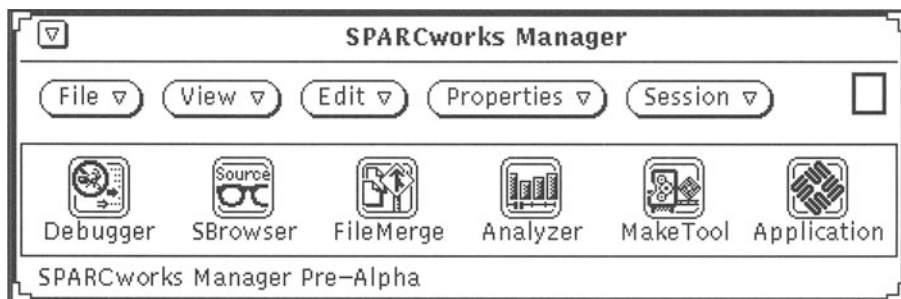 SPARCworks Manager
File View Edit Properties Session
Source
Debugger SBrowser FileMerge Analyzer MakeTool Application
SPARCworks Manager Pre-Alpha